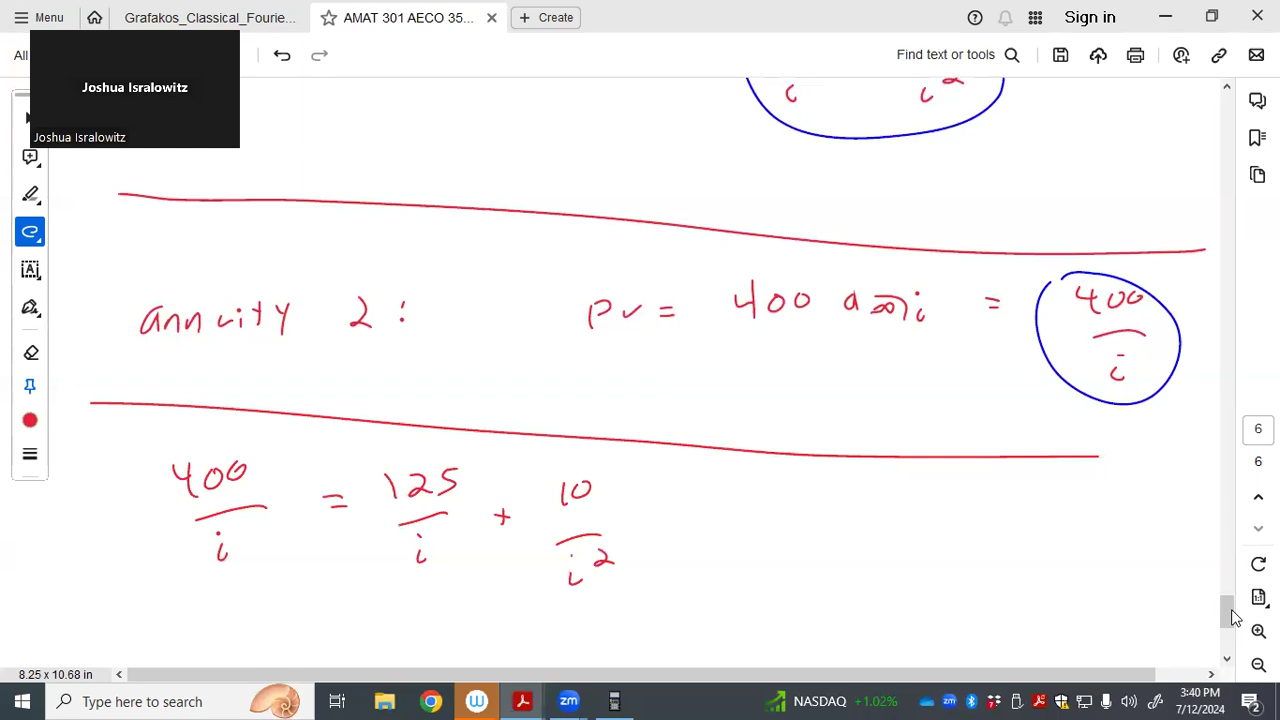 Menu Grafakos_Classical_Fourie... AMAT 301 AECO 35... Create Sign in
All Find text or tools
Joshua Isralowitz
Joshua Isralowitz
i i²
annuity 2 : PV = 400 a∞i = 400/i
400/i = 125/i + 10/i²
6
6
8.25 x 10.68 in
Type here to search NASDAQ +1.02% 3:40 PM
7/12/2024 2